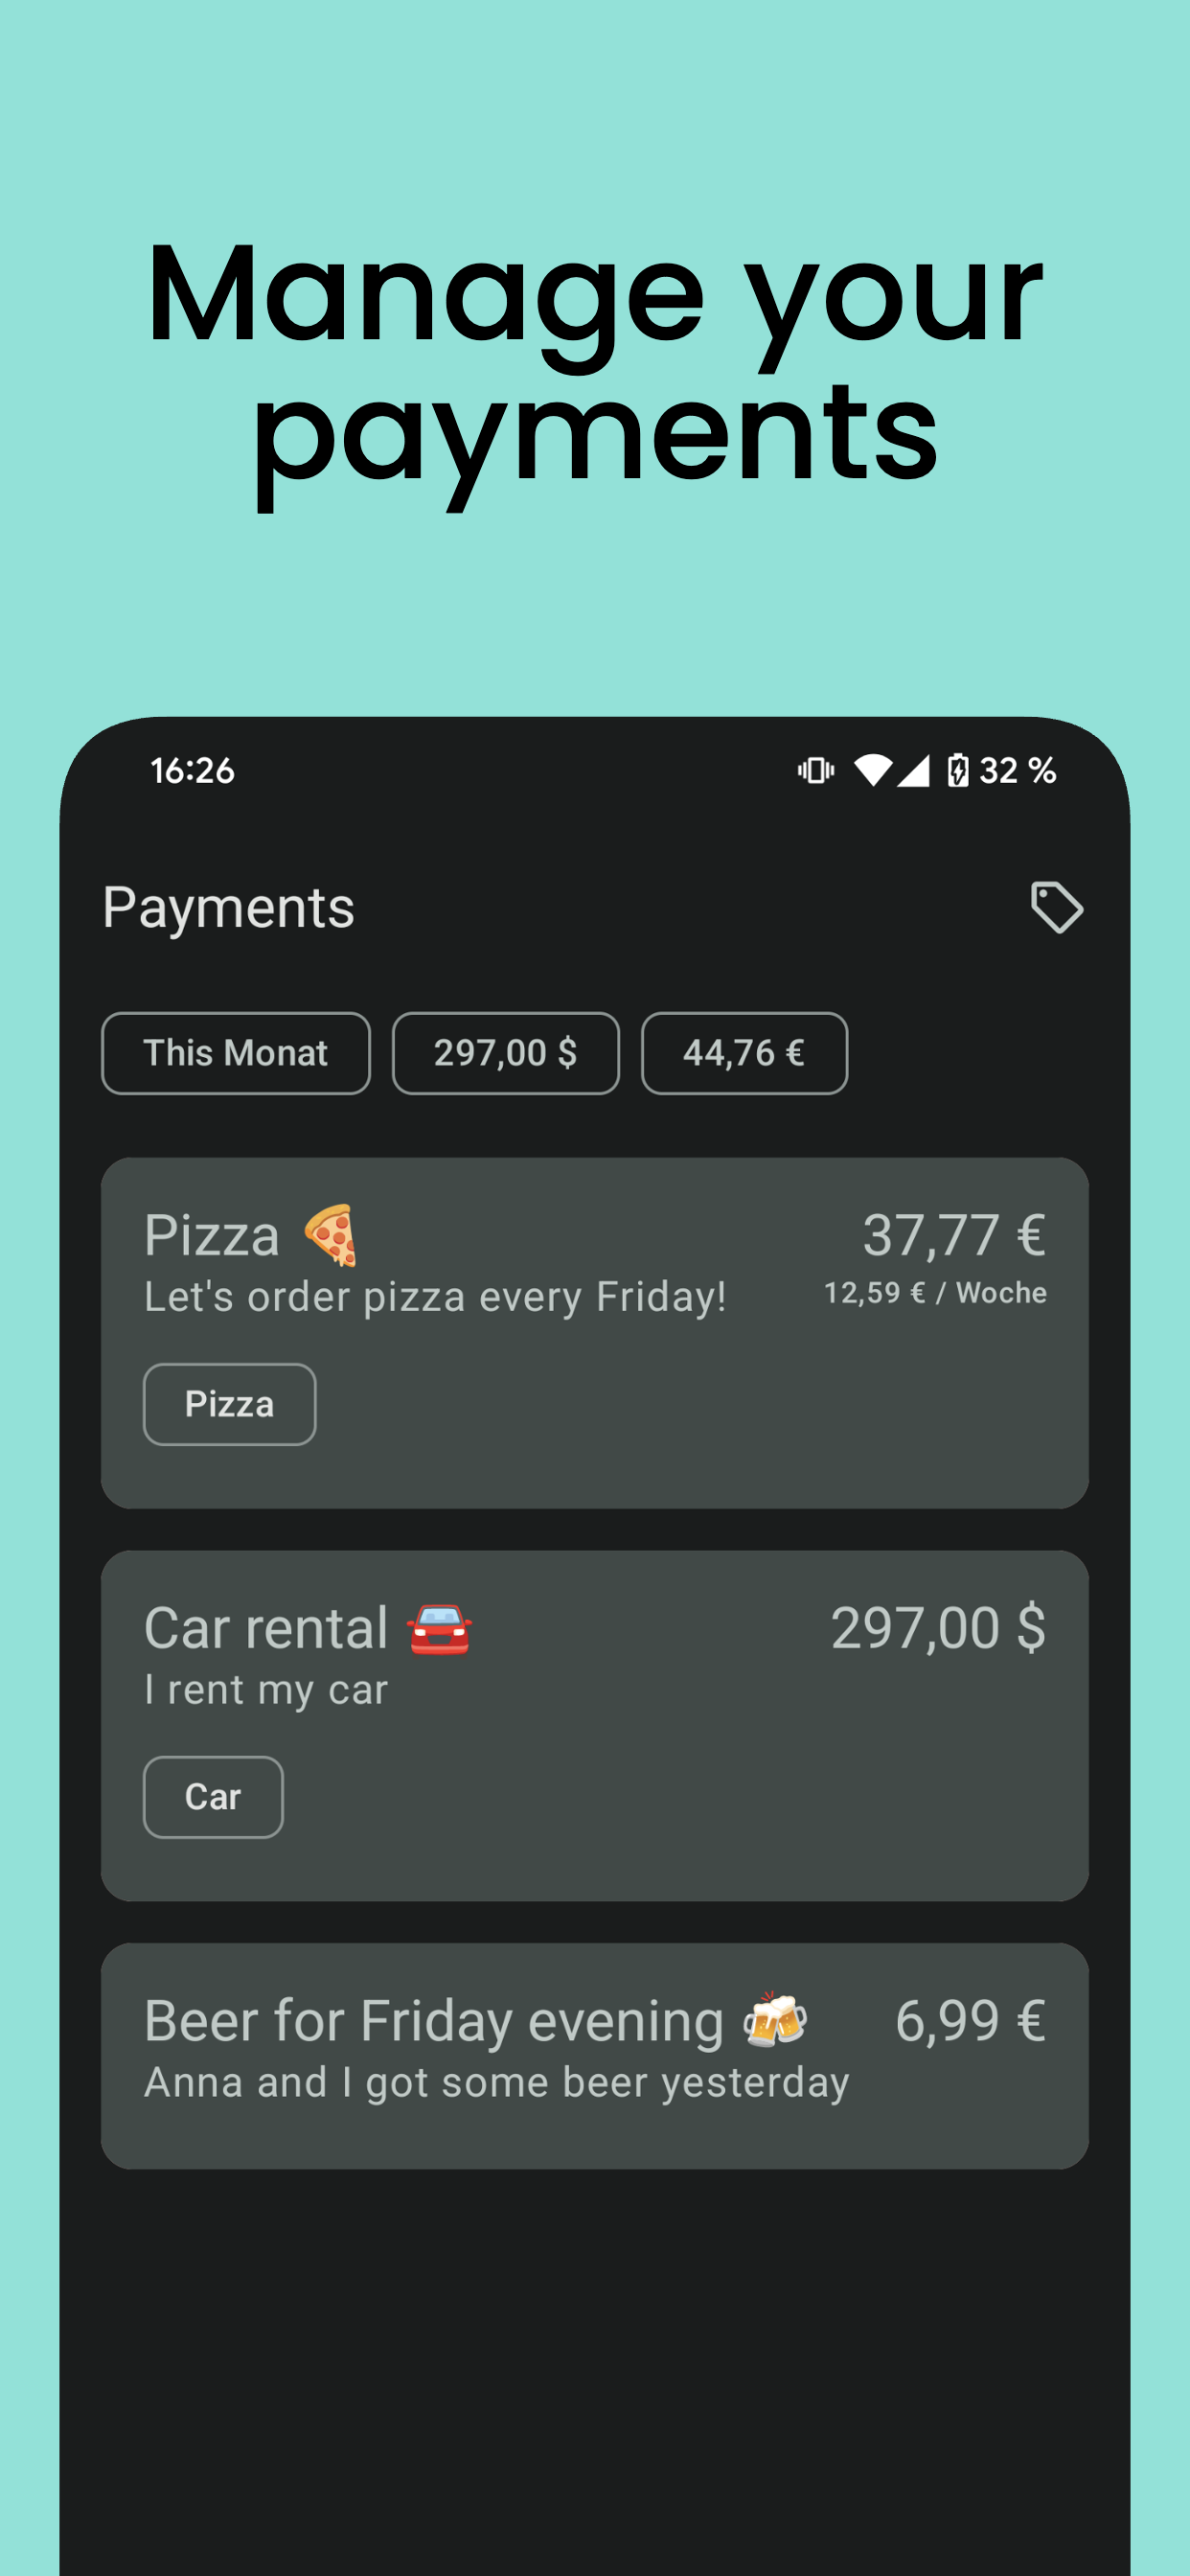 Manage your
payments
16:26
32 %
Payments
This Monat
297,00 $
44,76 €
Pizza 🍕
37,77 €
Let's order pizza every Friday!
12,59 € / Woche
Pizza
Car rental 🚘
297,00 $
I rent my car
Car
Beer for Friday evening 🍻
6,99 €
Anna and I got some beer yesterday